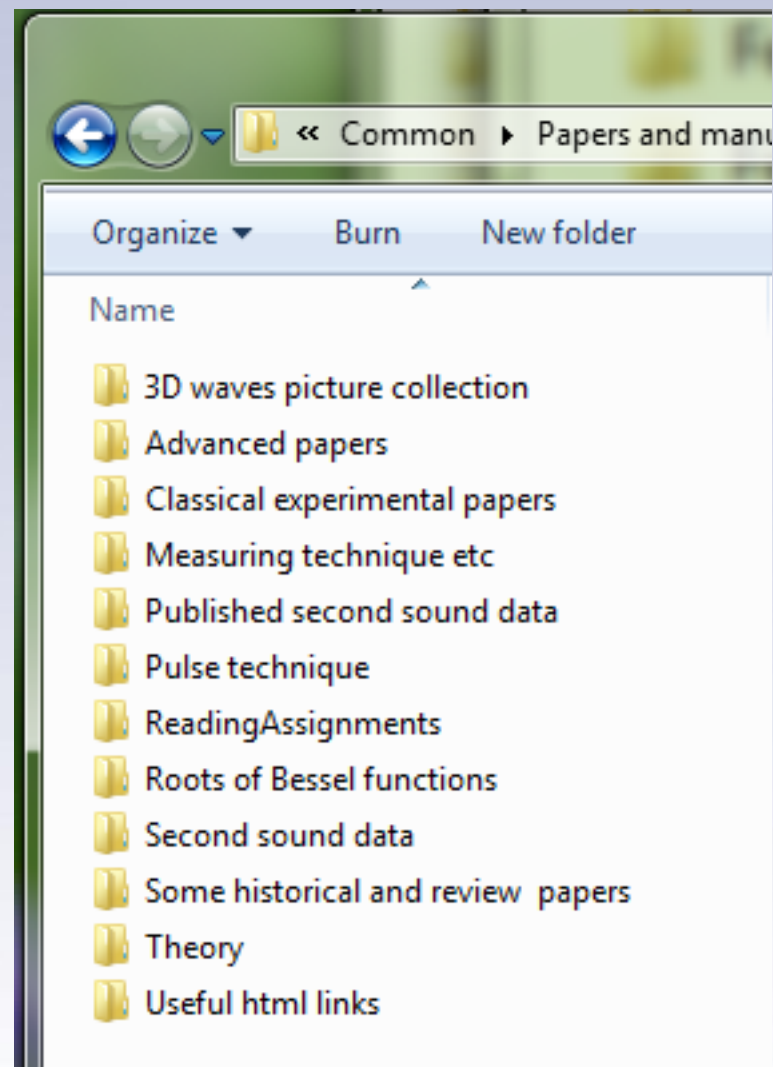 « Common ▸ Papers and manu
Organize ▾ Burn New folder
Name
3D waves picture collection
Advanced papers
Classical experimental papers
Measuring technique etc
Published second sound data
Pulse technique
ReadingAssignments
Roots of Bessel functions
Second sound data
Some historical and review  papers
Theory
Useful html links